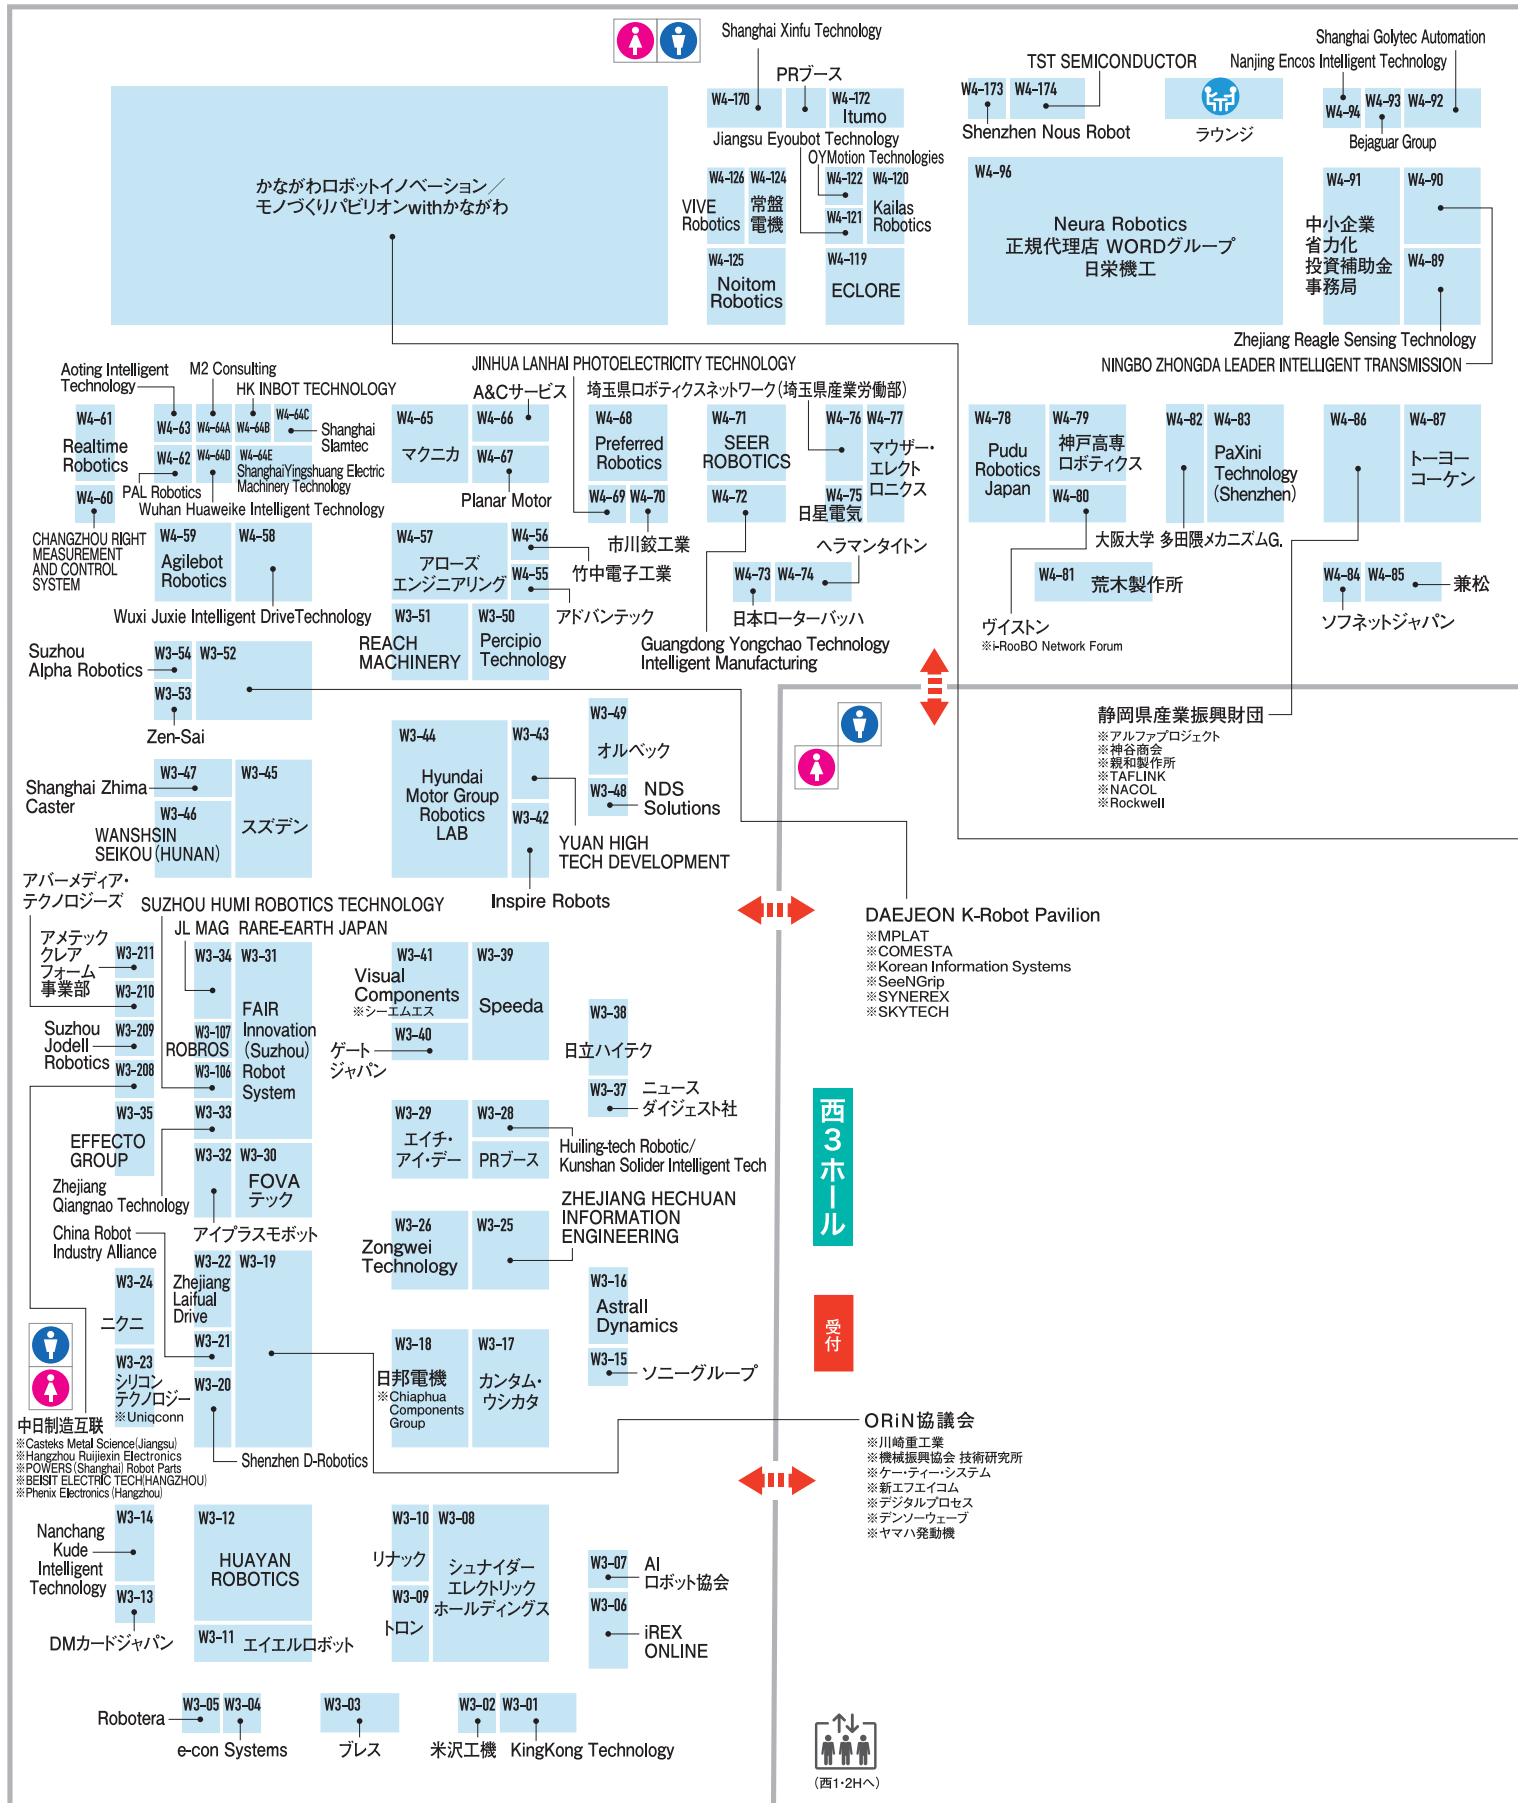 Shanghai Xinfu Technology
PRブース
W4-170
W4-172
Itumo
Jiangsu Eyoubot Technology
OYMotion Technologies
TST SEMICONDUCTOR
W4-173
W4-174
Shenzhen Nous Robot
ラウンジ
Shanghai Golytec Automation
Nanjing Encos Intelligent Technology
W4-94
W4-93
W4-92
Bejaguar Group
かながわロボットイノベーション／
モノづくりパビリオンwithかながわ
W4-126
VIVE
Robotics
W4-124
常盤
電機
W4-122
W4-121
W4-120
Kailas
Robotics
W4-125
Noitom
Robotics
W4-119
ECLORE
W4-96
Neura Robotics
正規代理店 WORDグループ
日栄機工
W4-91
中小企業
省力化
投資補助金
事務局
W4-90
W4-89
Zhejiang Reagle Sensing Technology
NINGBO ZHONGDA LEADER INTELLIGENT TRANSMISSION
Aoting Intelligent
Technology
M2 Consulting
HK INBOT TECHNOLOGY
W4-61
Realtime
Robotics
W4-63
W4-64A
W4-64B
W4-64C
Shanghai
Slamtec
W4-62
W4-64D
W4-64E
ShanghaiYingshuang Electric
Machinery Technology
PAL Robotics
Wuhan Huaweike Intelligent Technology
W4-60
CHANGZHOU RIGHT
MEASUREMENT
AND CONTROL
SYSTEM
W4-59
Agilebot
Robotics
W4-58
Wuxi Juxie Intelligent DriveTechnology
JINHUA LANHAI PHOTOELECTRICITY TECHNOLOGY
A&Cサービス
埼玉県ロボティクスネットワーク（埼玉県産業労働部）
W4-65
マクニカ
W4-66
W4-67
Planar Motor
W4-68
Preferred
Robotics
W4-69
W4-70
市川鉸工業
W4-71
SEER
ROBOTICS
W4-72
W4-76
W4-77
マウザー・
エレクト
ロニクス
W4-75
日星電気
W4-57
アローズ
エンジニアリング
W4-56
竹中電子工業
W4-55
アドバンテック
ヘラマンタイトン
W4-73
W4-74
日本ローターバッハ
Guangdong Yongchao Technology
Intelligent Manufacturing
W4-78
Pudu
Robotics
Japan
W4-79
神戸高専
ロボティクス
W4-80
W4-82
W4-83
PaXini
Technology
(Shenzhen)
大阪大学 多田隈メカニズムG.
W4-86
W4-87
トーヨー
コーケン
W4-81
荒木製作所
W4-84
W4-85
兼松
ソフネットジャパン
ヴイストン
※i-RooBO Network Forum
W3-51
REACH
MACHINERY
W3-50
Percipio
Technology
Suzhou
Alpha Robotics
W3-54
W3-52
W3-53
Zen-Sai
静岡県産業振興財団
※アルファプロジェクト
※神谷商会
※親和製作所
※TAFLINK
※NACOL
※Rockwell
W3-49
オルベック
W3-48
NDS
Solutions
W3-44
Hyundai
Motor Group
Robotics
LAB
W3-43
W3-42
YUAN HIGH
TECH DEVELOPMENT
Inspire Robots
W3-47
Shanghai Zhima
Caster
W3-46
WANSHSIN
SEIKOU（HUNAN）
W3-45
スズデン
アバーメディア・
テクノロジーズ
SUZHOU HUMI ROBOTICS TECHNOLOGY
JL MAG RARE-EARTH JAPAN
アメテック
クレア
フォーム
事業部
W3-211
W3-210
W3-209
Suzhou
Jodell
Robotics
W3-208
W3-34
W3-31
FAIR
Innovation
(Suzhou)
Robot
System
W3-107
ROBROS
W3-106
W3-33
W3-35
EFFECTO
GROUP
W3-32
W3-30
FOVA
テック
Zhejiang
Qiangnao Technology
アイプラスモボット
W3-41
Visual
Components
※シーエムエス
W3-39
Speeda
W3-40
ゲート
ジャパン
W3-38
日立ハイテク
W3-37
ニュース
ダイジェスト社
DAEJEON K-Robot Pavilion
※MPLAT
※COMESTA
※Korean Information Systems
※SeeNGrip
※SYNEREX
※SKYTECH
W3-29
エイチ・
アイ・デー
W3-28
PRブース
Huiling-tech Robotic/
Kunshan Solider Intelligent Tech
西3ホール
ZHEJIANG HECHUAN
INFORMATION
ENGINEERING
W3-26
Zongwei
Technology
W3-25
China Robot
Industry Alliance
W3-24
ニクニ
W3-22
Zhejiang
Laifual
Drive
W3-19
W3-21
W3-23
シリコン
テクノロジー
※Uniqconn
W3-20
Shenzhen D-Robotics
W3-16
Astrall
Dynamics
W3-15
ソニーグループ
受付
W3-18
日邦電機
※Chiaphua
Components
Group
W3-17
カンタム・
ウシカタ
中日制造互联
※Casteks Metal Science(Jiangsu)
※Hangzhou Ruijiexin Electronics
※POWERS(Shanghai) Robot Parts
※BEISIT ELECTRIC TECH(HANGZHOU)
※Phenix Electronics (Hangzhou)
ORiN協議会
※川崎重工業
※機械振興協会 技術研究所
※ケー・ティー・システム
※新エフエイコム
※デジタルプロセス
※デンソーウェーブ
※ヤマハ発動機
W3-14
Nanchang
Kude
Intelligent
Technology
W3-13
DMカードジャパン
W3-12
HUAYAN
ROBOTICS
W3-11
エイエルロボット
W3-10
リナック
W3-09
トロン
W3-08
シュナイダー
エレクトリック
ホールディングス
W3-07
AI
ロボット協会
W3-06
iREX
ONLINE
Robotera
W3-05
W3-04
e-con Systems
W3-03
ブレス
W3-02
W3-01
米沢工機
KingKong Technology
(西1・2Hへ)